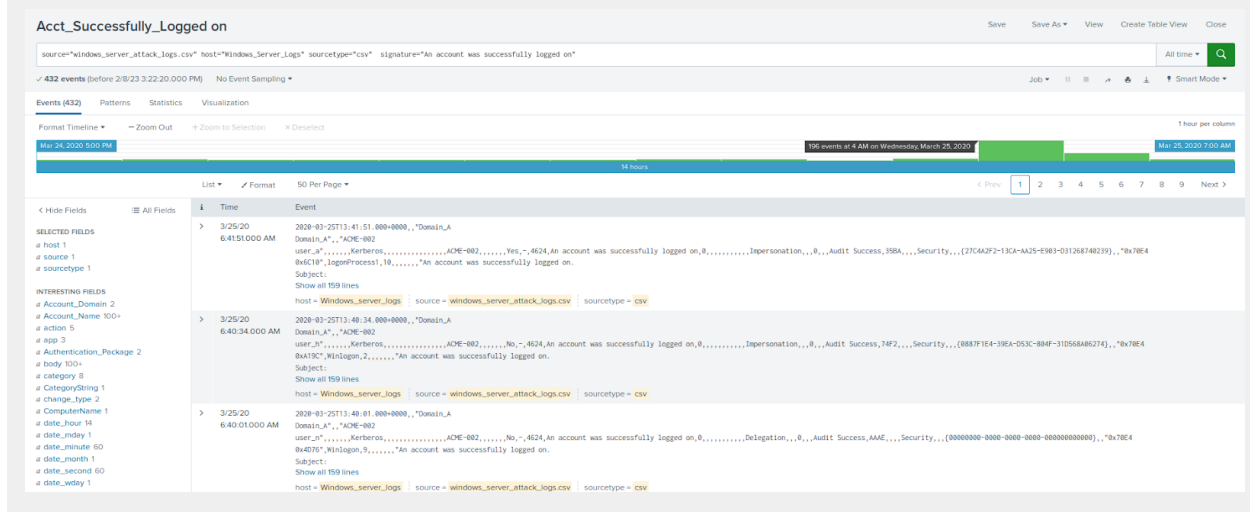 Acct_Successfully_Logged on
Save Save As View Create Table View Close
source="windows_server_attack_logs.csv" host="Windows_Server_Logs" sourcetype="csv" signature="An account was successfully logged on"
All time
432 events (before 2/8/23 3:22:20.000 PM) No Event Sampling
Job Smart Mode
Events (432) Patterns Statistics Visualization
Format Timeline — Zoom Out + Zoom to Selection × Deselect
1 hour per column
Mar 24, 2020 5:00 PM
196 events at 4 AM on Wednesday, March 25, 2020
Mar 25, 2020 7:00 AM
14 hours
List Format 50 Per Page
< Prev 1 2 3 4 5 6 7 8 9 Next >
< Hide Fields All Fields
SELECTED FIELDS
a host 1
a source 1
a sourcetype 1
INTERESTING FIELDS
a Account_Domain 2
a Account_Name 100+
a action 5
a app 3
a Authentication_Package 2
a body 100+
a category 8
a CategoryString 1
a change_type 2
a ComputerName 1
a date_hour 14
a date_mday 1
a date_minute 60
a date_month 1
a date_second 60
a date_wday 1
i Time Event
> 3/25/20
6:41:51.000 AM
2020-03-25T13:41:51.000+0000,,"Domain_A
Domain_A",,"ACME-002
user_a",,,,,,,Kerberos,,,,,,,,,,,,,,,,ACME-002,,,,,,,Yes,-,4624,An account was successfully logged on,0,,,,,,,,,,,Impersonation,,,0,,,Audit Success,35BA,,,,Security,,,{27C4A2F2-13CA-AA25-E903-D31268740239},,"0x70E4
0x6C10",logonProcess1,10,,,,,,,"An account was successfully logged on.
Subject:
Show all 159 lines
host = Windows_server_logs source = windows_server_attack_logs.csv sourcetype = csv
> 3/25/20
6:40:34.000 AM
2020-03-25T13:40:34.000+0000,,"Domain_A
Domain_A",,"ACME-002
user_h",,,,,,,Kerberos,,,,,,,,,,,,,,,,ACME-002,,,,,,,No,-,4624,An account was successfully logged on,0,,,,,,,,,,,Impersonation,,,0,,,Audit Success,74F2,,,,Security,,,{0887F1E4-39EA-D53C-804F-31D568A06274},,"0x70E4
0xA19C",Winlogon,2,,,,,,,"An account was successfully logged on.
Subject:
Show all 159 lines
host = Windows_server_logs source = windows_server_attack_logs.csv sourcetype = csv
> 3/25/20
6:40:01.000 AM
2020-03-25T13:40:01.000+0000,,"Domain_A
Domain_A",,"ACME-002
user_n",,,,,,,Kerberos,,,,,,,,,,,,,,,,ACME-002,,,,,,,No,-,4624,An account was successfully logged on,0,,,,,,,,,,,Delegation,,,0,,,Audit Success,AAAE,,,,Security,,,{00000000-0000-0000-0000-000000000000},,"0x70E4
0x4D76",Winlogon,9,,,,,,,"An account was successfully logged on.
Subject:
Show all 159 lines
host = Windows_server_logs source = windows_server_attack_logs.csv sourcetype = csv